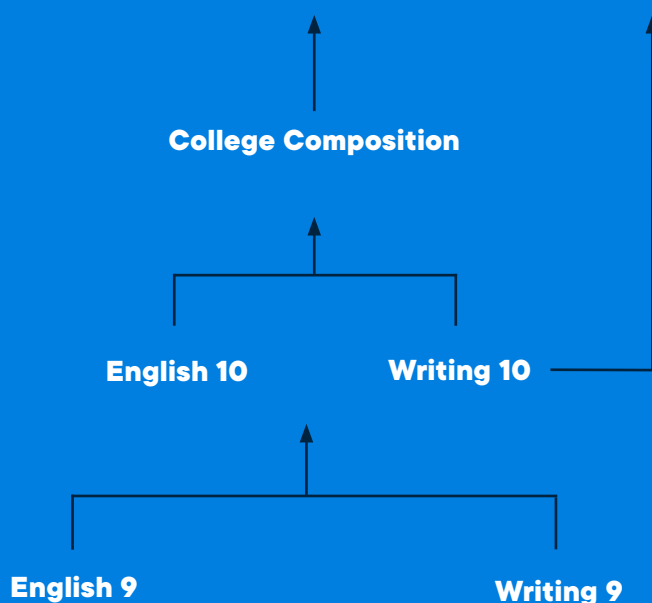 College Composition
English 10
Writing 10
English 9
Writing 9